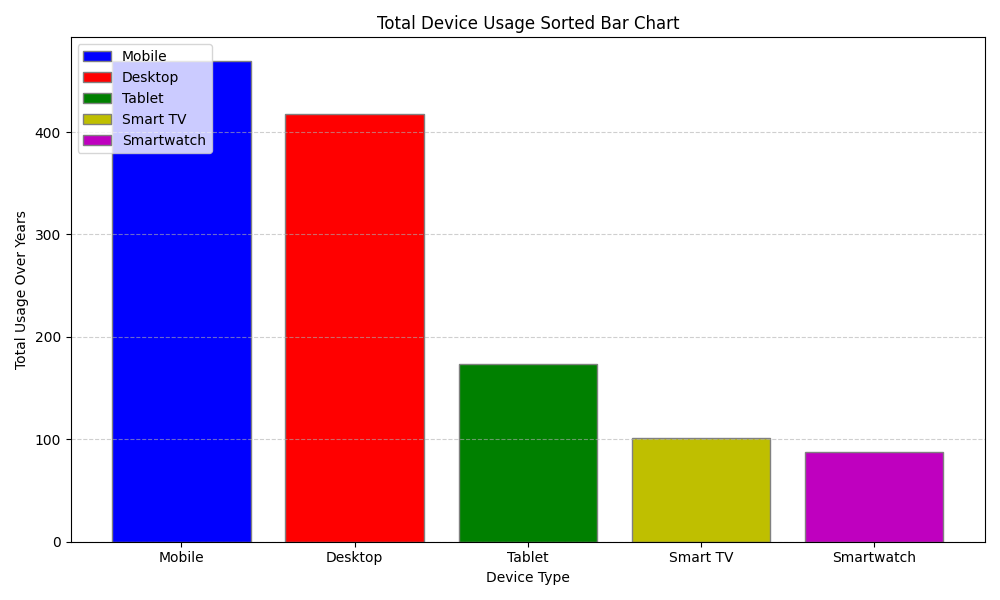 Total Device Usage Sorted Bar Chart
Mobile
Desktop
Tablet
Smart TV
Smartwatch
Total Usage Over Years
400
300
200
100
0
Mobile Desktop Tablet Smart TV Smartwatch
Device Type